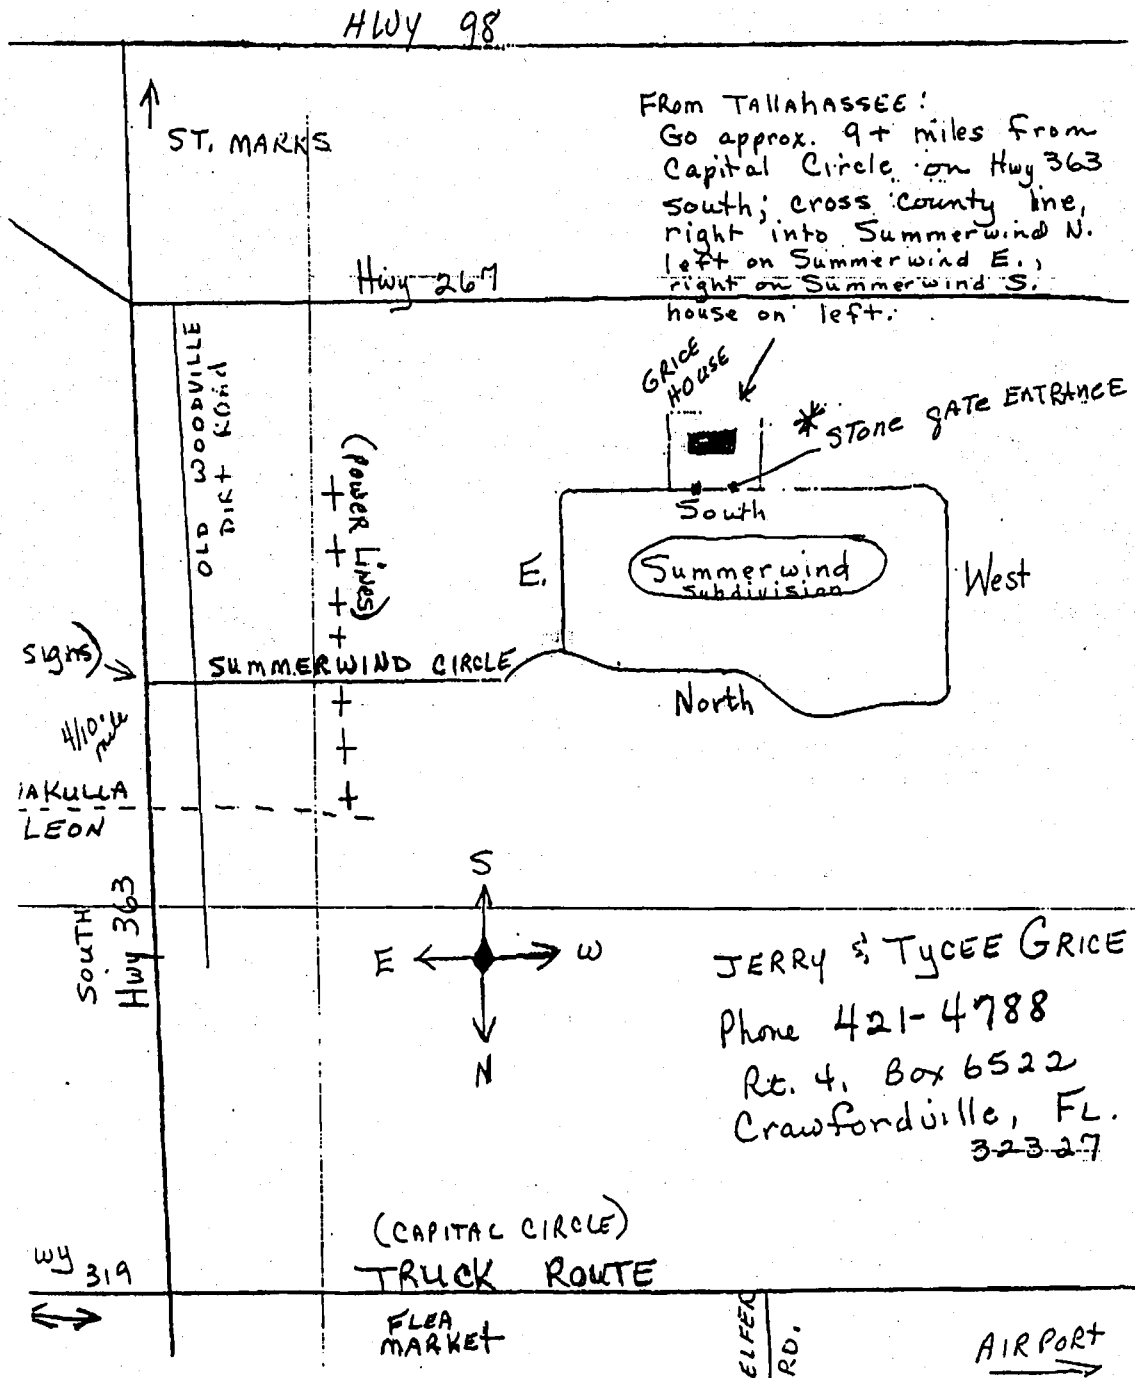 HWY 98
ST. MARKS
FROM TALLAHASSEE:
Go approx. 9+ miles from
Capital Circle on Hwy 363
south; cross county line,
right into Summerwind N.
left on Summerwind E.,
right on Summerwind S.
house on left.
Hwy 267
OLD WOODVILLE
DIRt ROAD
(POWER LINES)
GRICE
HOUSE
* STONE GATE ENTRANCE
South
E.
Summerwind
subdivision
West
North
signs)
SUMMERWIND CIRCLE
4/10 mile
AKULLA
LEON
SOUTH
Hwy 363
S
E
W
N
JERRY & TYCEE GRICE
Phone 421-4788
Rt. 4, Box 6522
Crawfordville, FL.
32327
(CAPITAL CIRCLE)
TRUCK ROUTE
wy 319
FLEA
MARKET
ELFER
RD.
AIRPORT